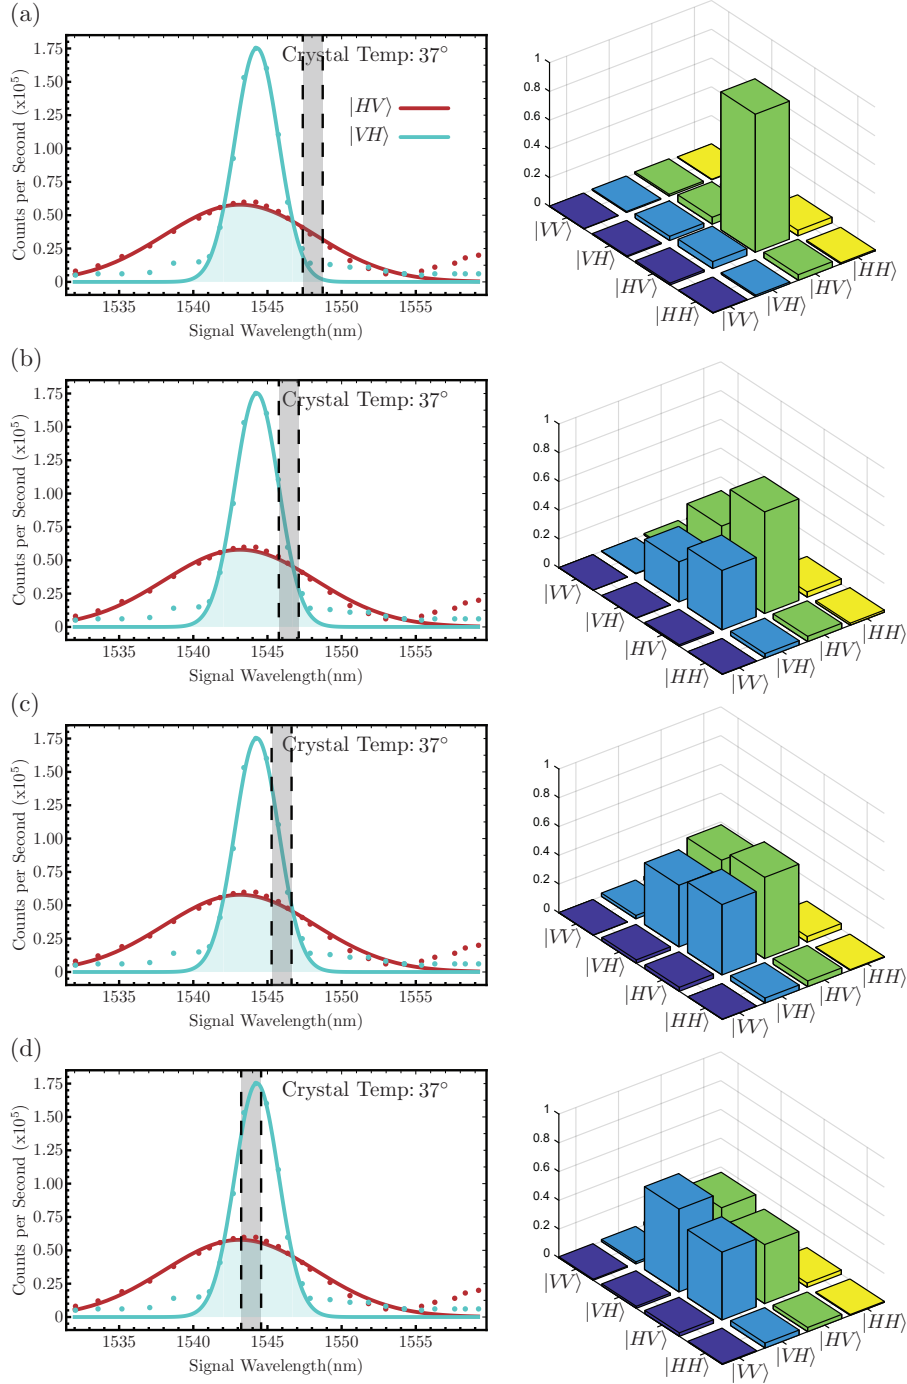 (a)
Crystal Temp: 37°
|HV⟩
|VH⟩
Counts per Second (x10⁵)
1.75
1.50
1.25
1.00
0.75
0.50
0.25
0
1535 1540 1545 1550 1555
Signal Wavelength(nm)
1
0.8
0.6
0.4
0.2
0
|VV⟩
|VH⟩
|HV⟩
|HH⟩
|VV⟩
|VH⟩
|HV⟩
|HH⟩
(b)
Crystal Temp: 37°
Counts per Second (x10⁵)
1.75
1.50
1.25
1.00
0.75
0.50
0.25
0
1535 1540 1545 1550 1555
Signal Wavelength(nm)
1
0.8
0.6
0.4
0.2
0
|VV⟩
|VH⟩
|HV⟩
|HH⟩
|VV⟩
|VH⟩
|HV⟩
|HH⟩
(c)
Crystal Temp: 37°
Counts per Second (x10⁵)
1.75
1.50
1.25
1.00
0.75
0.50
0.25
0
1535 1540 1545 1550 1555
Signal Wavelength(nm)
1
0.8
0.6
0.4
0.2
0
|VV⟩
|VH⟩
|HV⟩
|HH⟩
|VV⟩
|VH⟩
|HV⟩
|HH⟩
(d)
Crystal Temp: 37°
Counts per Second (x10⁵)
1.75
1.50
1.25
1.00
0.75
0.50
0.25
0
1535 1540 1545 1550 1555
Signal Wavelength(nm)
1
0.8
0.6
0.4
0.2
0
|VV⟩
|VH⟩
|HV⟩
|HH⟩
|VV⟩
|VH⟩
|HV⟩
|HH⟩